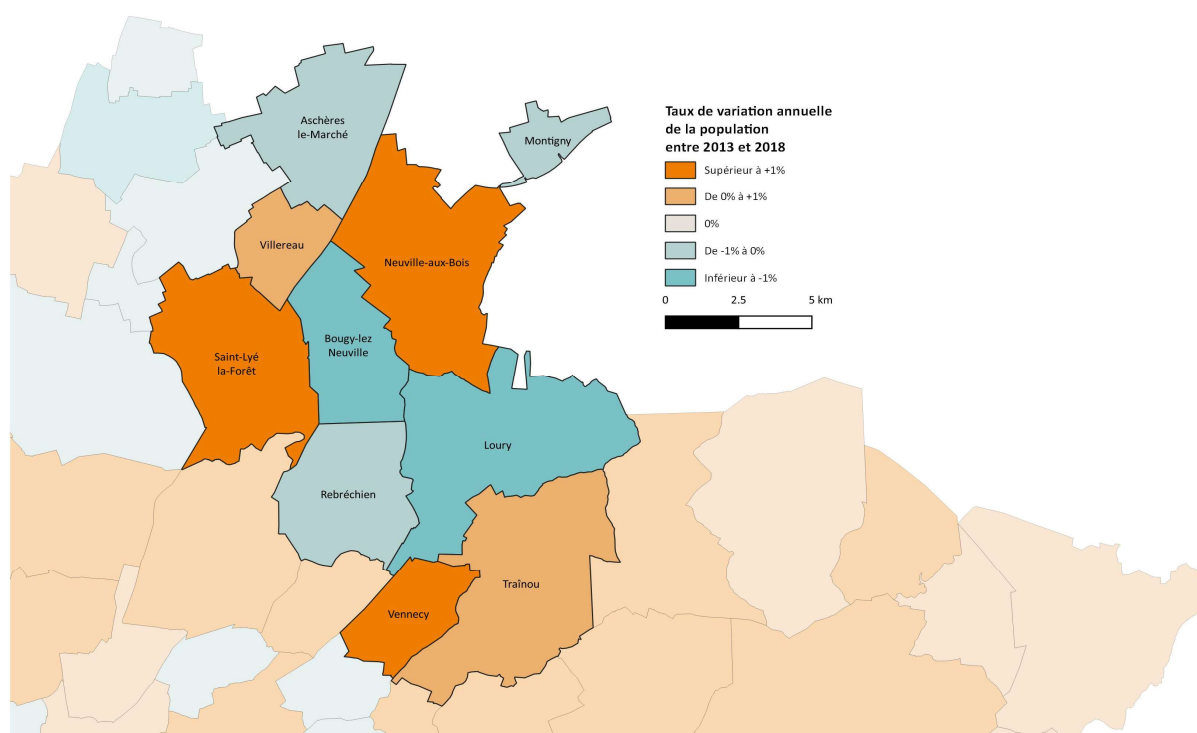 Aschères
le-Marché
Montigny
Villereau
Neuville-aux-Bois
Bougy-lez
Neuville
Saint-Lyé
la-Forêt
Loury
Rebréchien
Traînou
Vennecy
Taux de variation annuelle
de la population
entre 2013 et 2018
Supérieur à +1%
De 0% à +1%
0%
De -1% à 0%
Inférieur à -1%
0 2.5 5 km